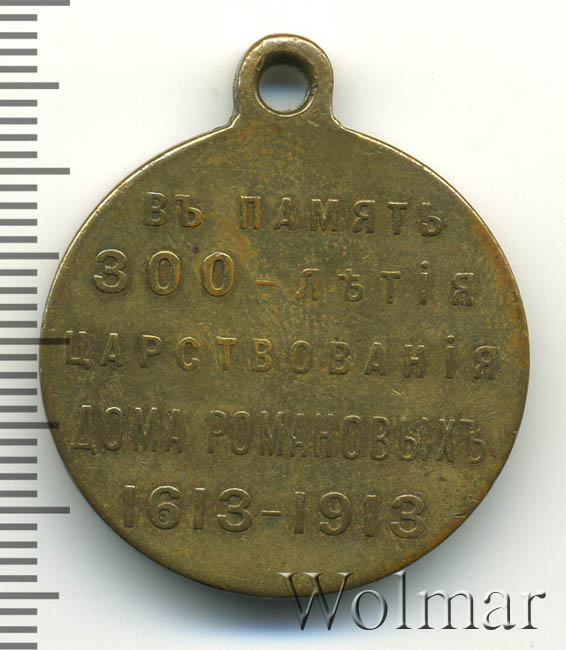 ВЪ ПАМЯТЬ
300-ЛѢТІЯ
ЦАРСТВОВАНІЯ
ДОМА РОМАНОВЫХЪ
1613-1913
Wolmar